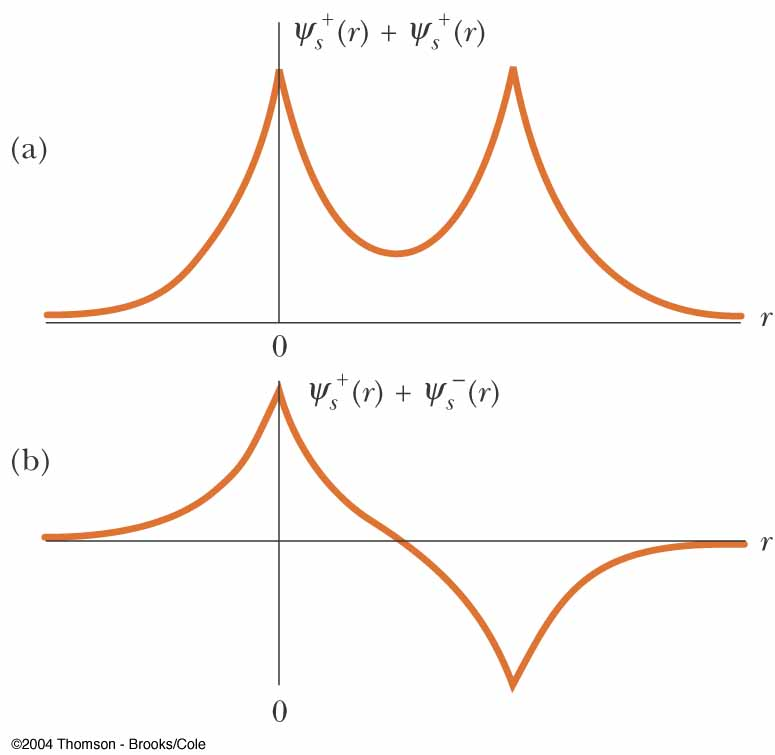 ψₛ⁺(r) + ψₛ⁺(r)
(a)
r
0
ψₛ⁺(r) + ψₛ⁻(r)
(b)
r
0
©2004 Thomson - Brooks/Cole